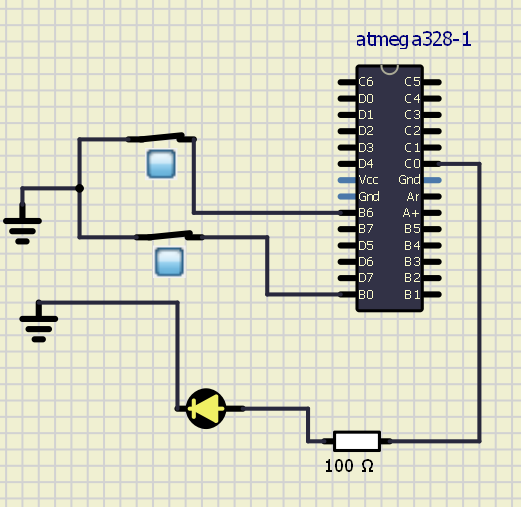 atmega328-1
C6 C5
D0 C4
D1 C3
D2 C2
D3 C1
D4 C0
Vcc Gnd
Gnd Ar
B6 A+
B7 B5
D5 B4
D6 B3
D7 B2
B0 B1
100 Ω